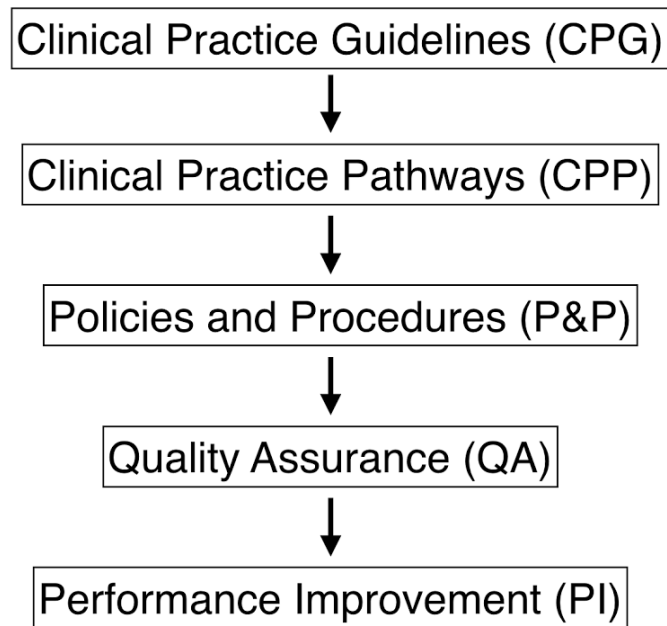 Clinical Practice Guidelines (CPG)
Clinical Practice Pathways (CPP)
Policies and Procedures (P&P)
Quality Assurance (QA)
Performance Improvement (PI)